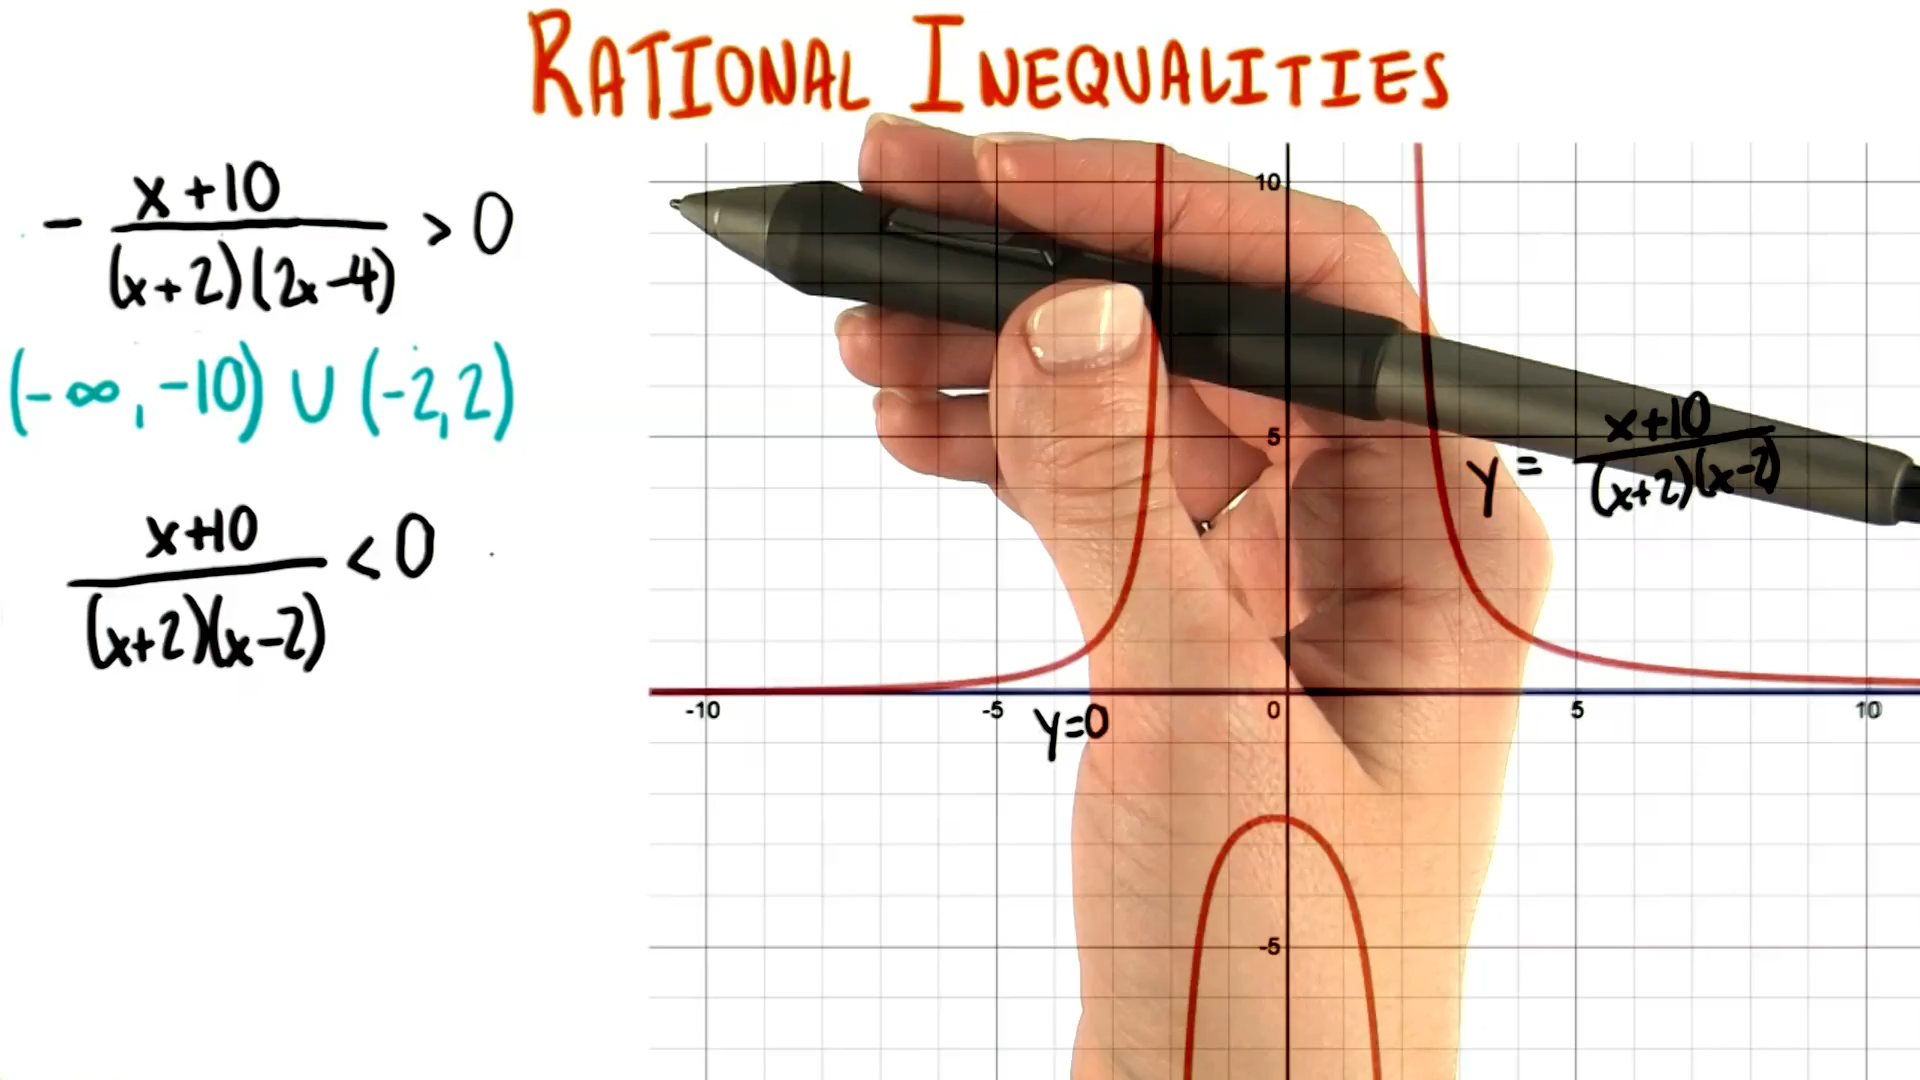 RATIONAL INEQUALITIES
- x+10 / (x+2)(2x-4) > 0
(-∞, -10) ∪ (-2,2)
x+10 / (x+2)(x-2) < 0
10
5
y = x+10 / (x+2)(x-2)
-10 -5 0 5 10
y=0
-5